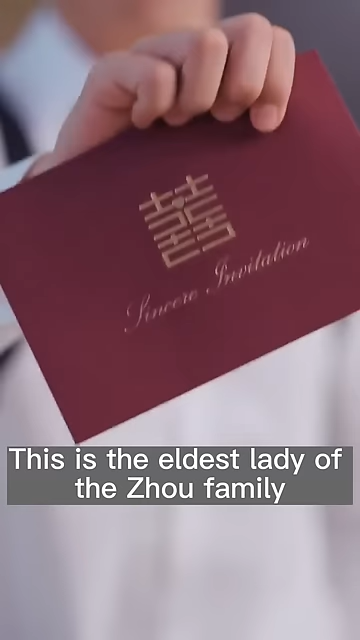 囍
Sincere Invitation
This is the eldest lady of
the Zhou family